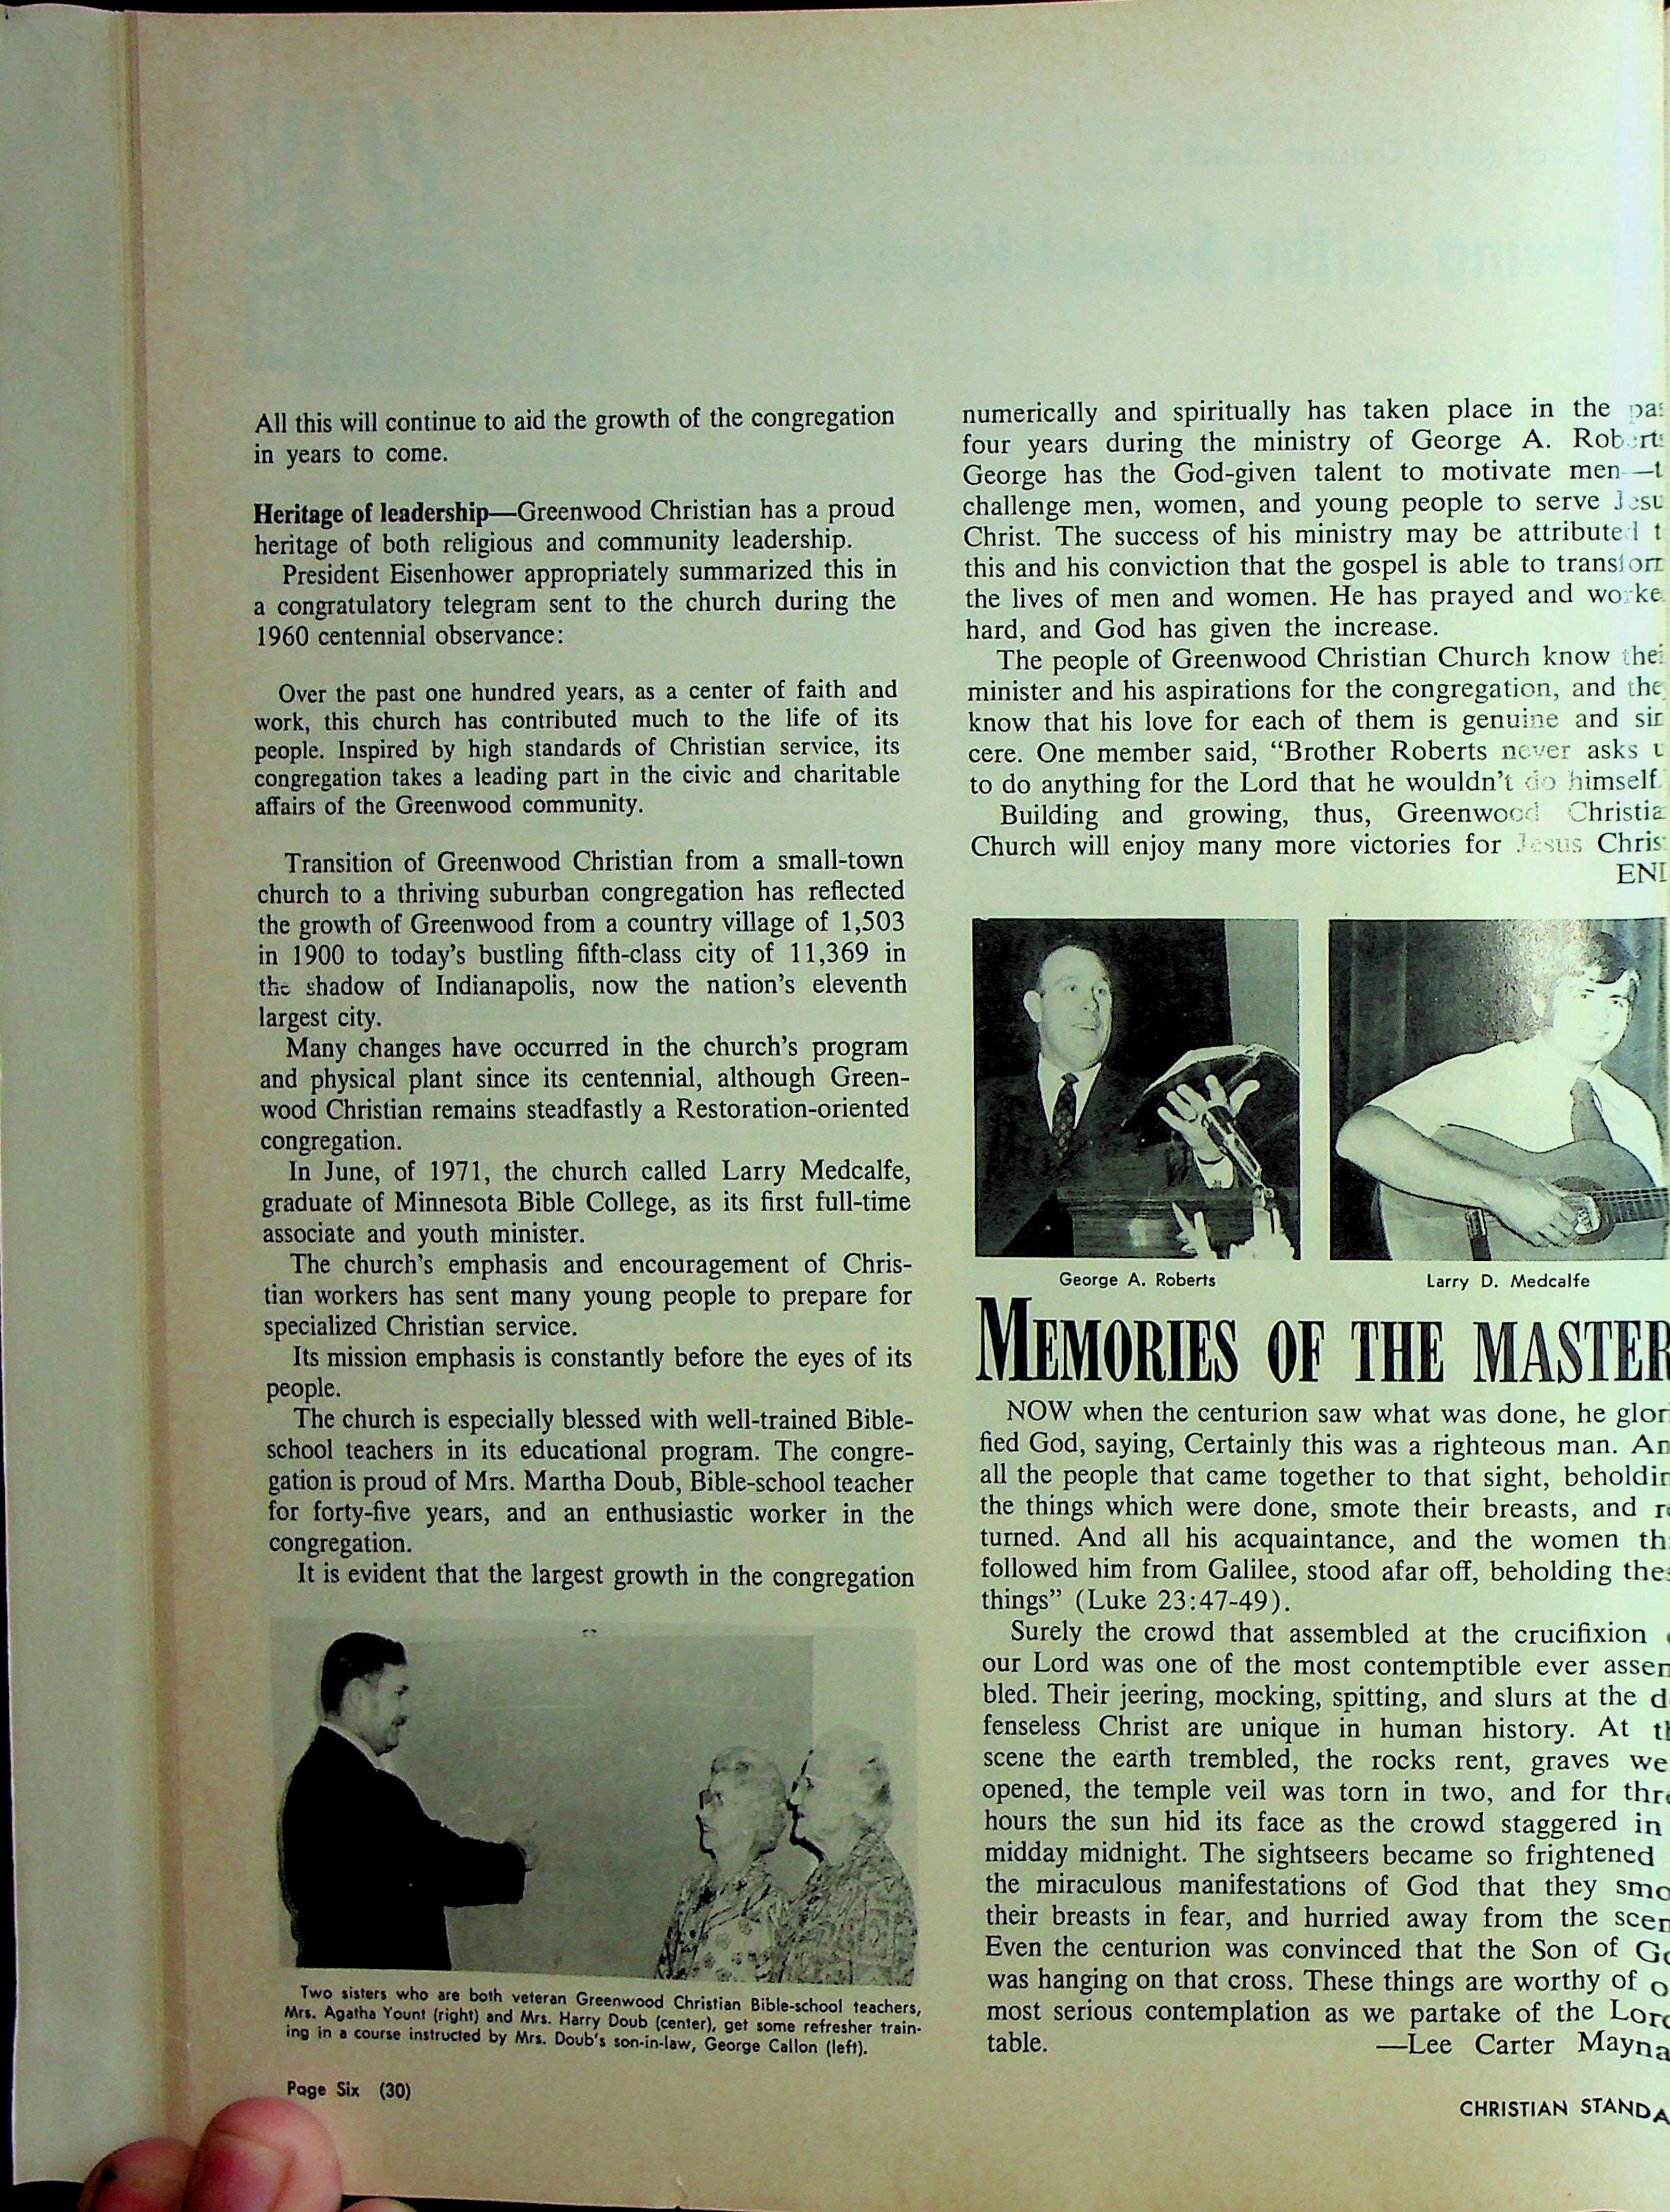 All this will continue to aid the growth of the congregation
in years to come.
Heritage of leadership—Greenwood Christian has a proud
heritage of both religious and community leadership.
President Eisenhower appropriately summarized this in
a congratulatory telegram sent to the church during the
1960 centennial observance:
Over the past one hundred years, as a center of faith and
work, this church has contributed much to the life of its
people. Inspired by high standards of Christian service, its
congregation takes a leading part in the civic and charitable
affairs of the Greenwood community.
Transition of Greenwood Christian from a small-town
church to a thriving suburban congregation has reflected
the growth of Greenwood from a country village of 1,503
in 1900 to today's bustling fifth-class city of 11,369 in
the shadow of Indianapolis, now the nation's eleventh
largest city.
Many changes have occurred in the church's program
and physical plant since its centennial, although Green-
wood Christian remains steadfastly a Restoration-oriented
congregation.
In June, of 1971, the church called Larry Medcalfe,
graduate of Minnesota Bible College, as its first full-time
associate and youth minister.
The church's emphasis and encouragement of Chris-
tian workers has sent many young people to prepare for
specialized Christian service.
Its mission emphasis is constantly before the eyes of its
people.
The church is especially blessed with well-trained Bible-
school teachers in its educational program. The congre-
gation is proud of Mrs. Martha Doub, Bible-school teacher
for forty-five years, and an enthusiastic worker in the
congregation.
It is evident that the largest growth in the congregation
Two sisters who are both veteran Greenwood Christian Bible-school teachers,
Mrs. Agatha Yount (right) and Mrs. Harry Doub (center), get some refresher train-
ing in a course instructed by Mrs. Doub's son-in-law, George Callon (left).
Page Six (30)
numerically and spiritually has taken place in the
four years during the ministry of George A.
George has the God-given talent to motivate men—
challenge men, women, and young people to serve
Christ. The success of his ministry may be attributed
this and his conviction that the gospel is able to
the lives of men and women. He has prayed and
hard, and God has given the increase.
The people of Greenwood Christian Church know
minister and his aspirations for the congregation, and
know that his love for each of them is genuine and sin
cere. One member said, "Brother Roberts never asks
to do anything for the Lord that he wouldn't do himself.
Building and growing, thus, Greenwood
Church will enjoy many more victories for Jesus
George A. Roberts
Larry D. Medcalfe
MEMORIES OF THE MASTER
NOW when the centurion saw what was done, he glori
fied God, saying, Certainly this was a righteous man.
all the people that came together to that sight,
the things which were done, smote their breasts, and
turned. And all his acquaintance, and the women
followed him from Galilee, stood afar off, beholding
things" (Luke 23:47-49).
Surely the crowd that assembled at the crucifixion
our Lord was one of the most contemptible ever
bled. Their jeering, mocking, spitting, and slurs at the
fenseless Christ are unique in human history. At
scene the earth trembled, the rocks rent, graves
opened, the temple veil was torn in two, and for
hours the sun hid its face as the crowd staggered in
midday midnight. The sightseers became so frightened
the miraculous manifestations of God that they
their breasts in fear, and hurried away from the
Even the centurion was convinced that the Son of
was hanging on that cross. These things are worthy of
most serious contemplation as we partake of the
table. —Lee Carter
CHRISTIAN